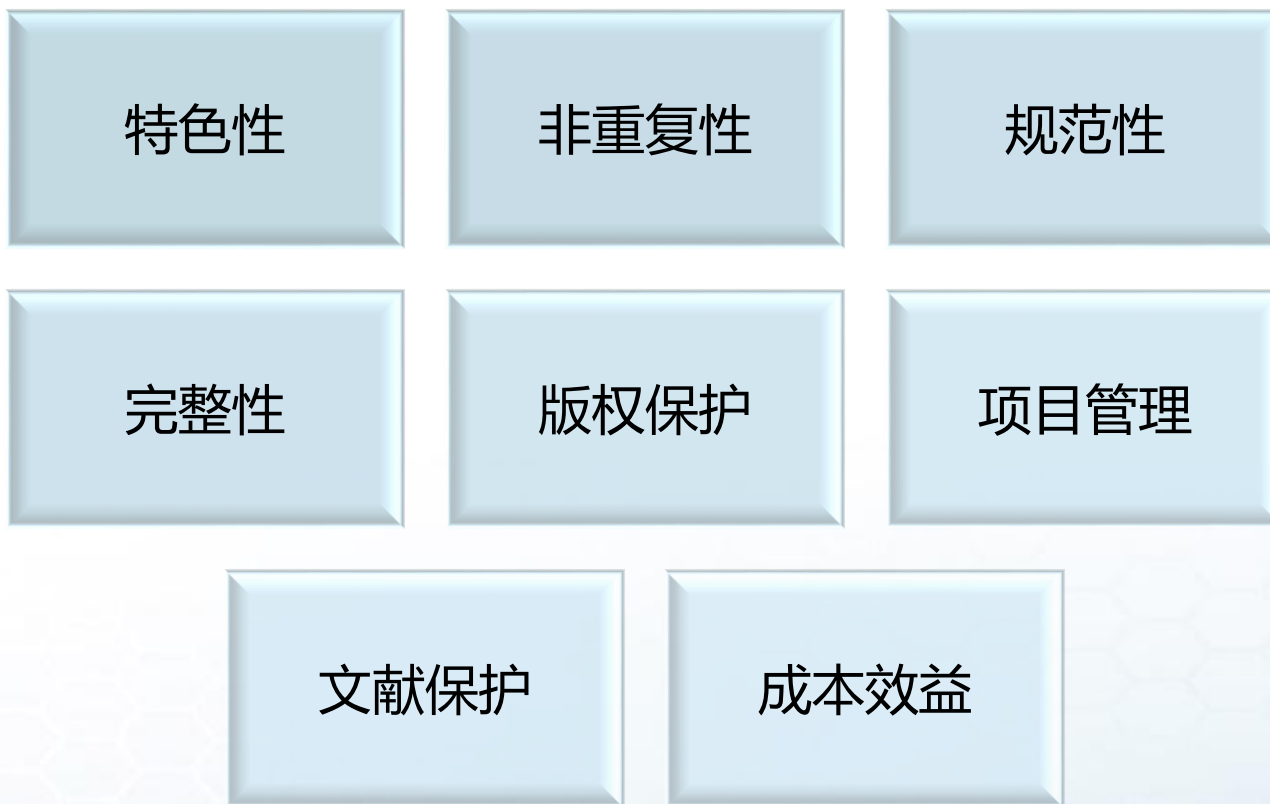 特色性
非重复性
规范性
完整性
版权保护
项目管理
文献保护
成本效益